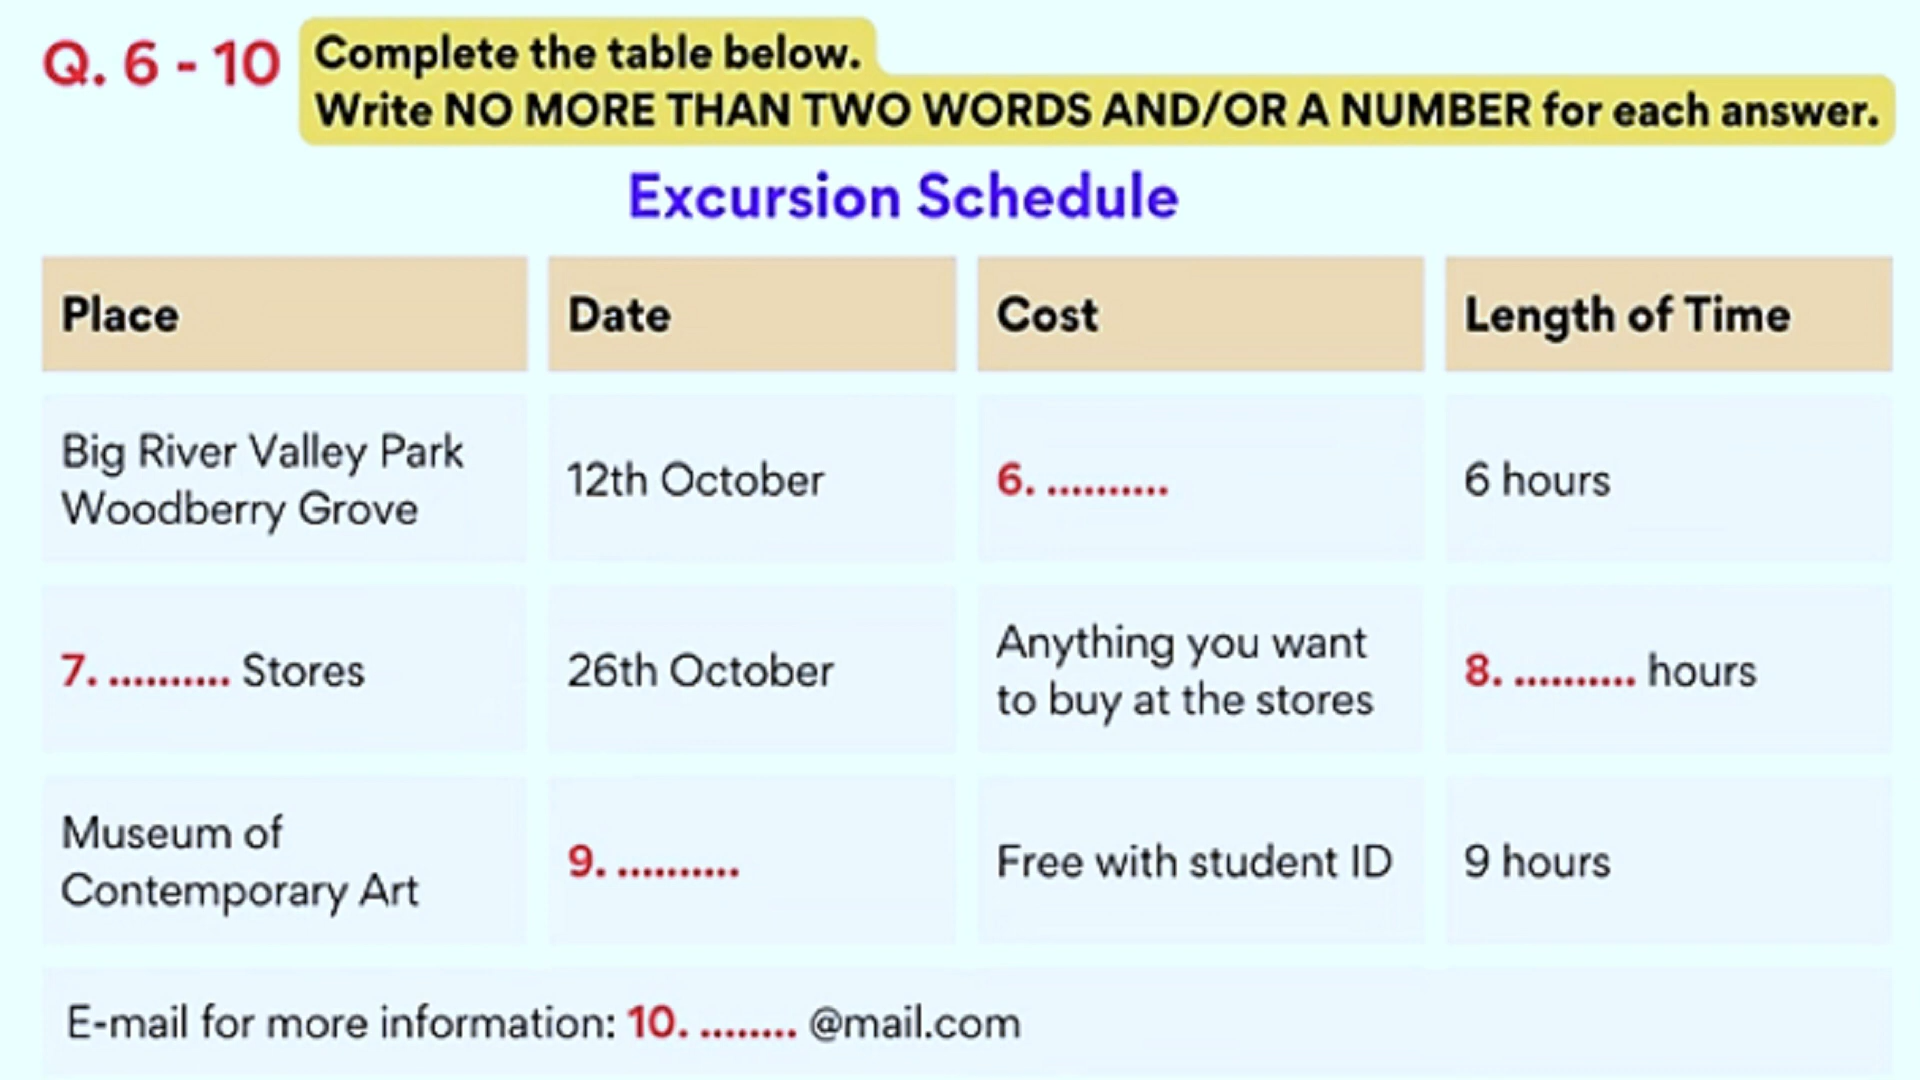 Q. 6 - 10
Complete the table below.
Write NO MORE THAN TWO WORDS AND/OR A NUMBER for each answer.
Excursion Schedule
Place Date Cost Length of Time
Big River Valley Park
Woodberry Grove
12th October
6. ..........
6 hours
7. .......... Stores
26th October
Anything you want
to buy at the stores
8. .......... hours
Museum of
Contemporary Art
9. ..........
Free with student ID
9 hours
E-mail for more information: 10. ........ @mail.com